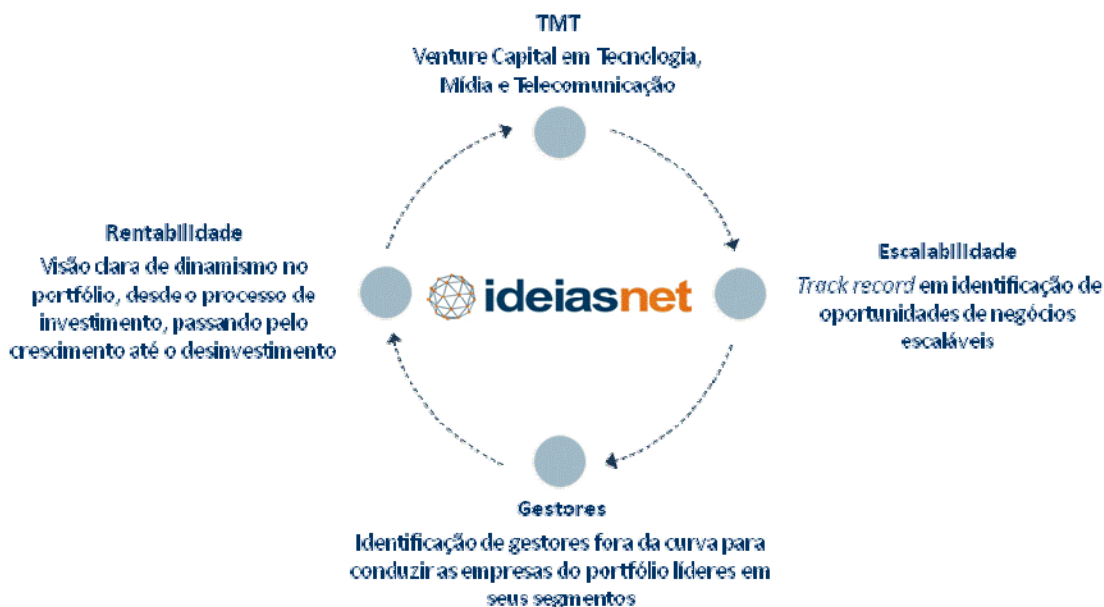 TMT
Venture Capital em Tecnologia,
Mídia e Telecomunicação
Rentabilidade
Visão clara de dinamismo no
portfólio, desde o processo de
investimento, passando pelo
crescimento até o desinvestimento
ideiasnet
Escalabilidade
Track record em identificação de
oportunidades de negócios
escaláveis
Gestores
Identificação de gestores fora da curva para
conduzir as empresas do portfólio líderes em
seus segmentos